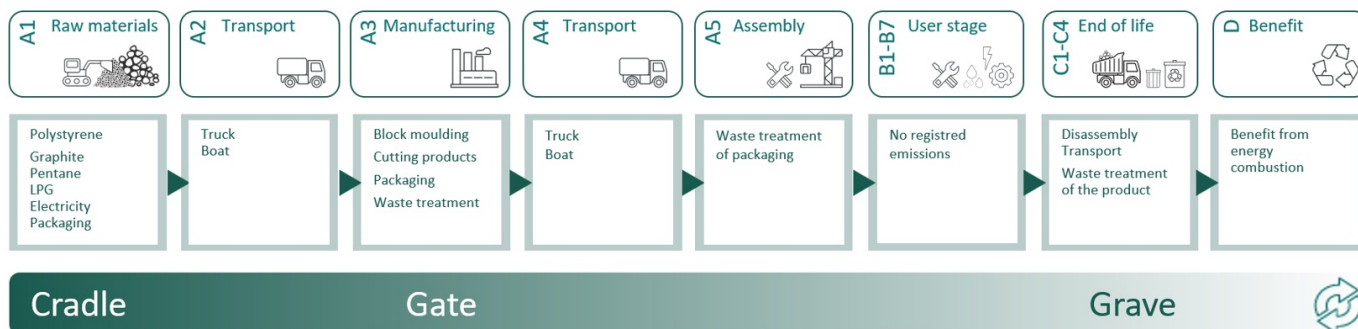 A1 Raw materials
A2 Transport
A3 Manufacturing
A4 Transport
A5 Assembly
B1-B7 User stage
C1-C4 End of life
D Benefit
Polystyrene
Graphite
Pentane
LPG
Electricity
Packaging
Truck
Boat
Block moulding
Cutting products
Packaging
Waste treatment
Truck
Boat
Waste treatment
of packaging
No registred
emissions
Disassembly
Transport
Waste treatment
of the product
Benefit from
energy
combustion
Cradle
Gate
Grave